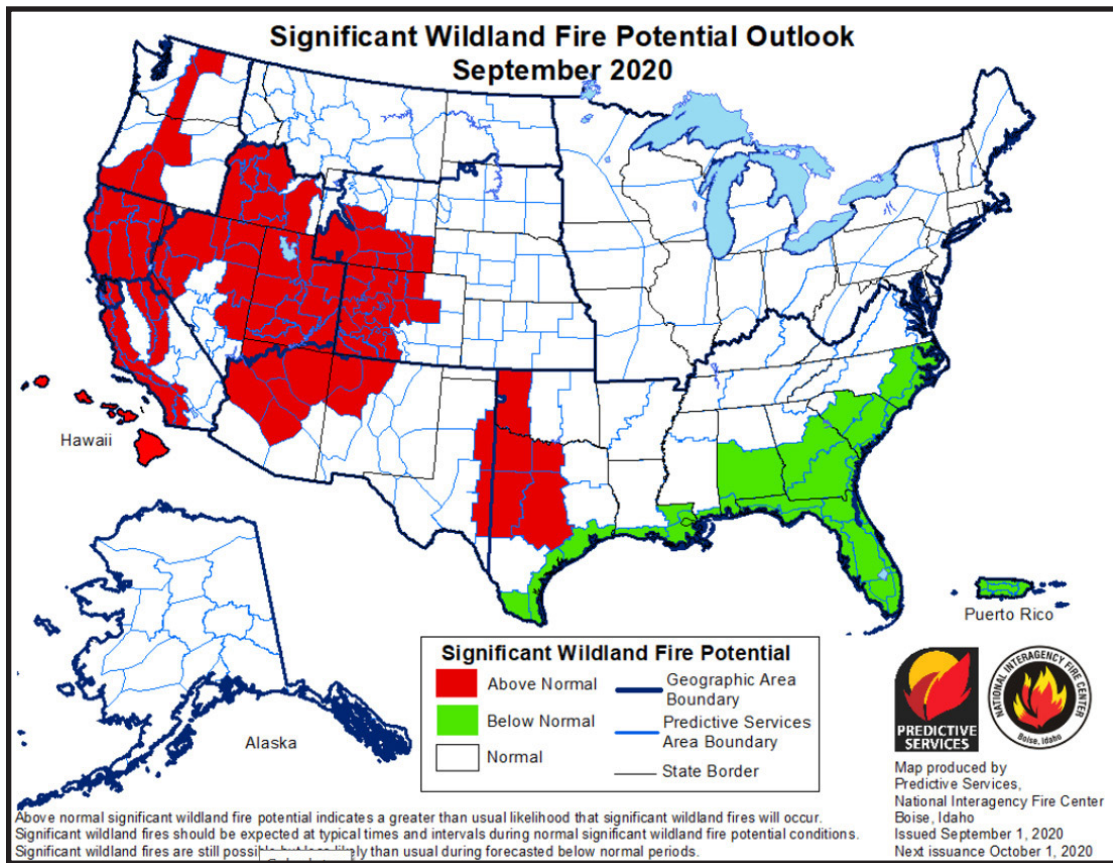 Significant Wildland Fire Potential Outlook
September 2020
Hawaii
Alaska
Puerto Rico
Significant Wildland Fire Potential
Above Normal
Below Normal
Normal
Geographic Area
Boundary
Predictive Services
Area Boundary
State Border
PREDICTIVE
SERVICES
NATIONAL INTERAGENCY FIRE CENTER
Boise, Idaho
Map produced by
Predictive Services,
National Interagency Fire Center
Boise, Idaho
Issued September 1, 2020
Next issuance October 1, 2020
Above normal significant wildland fire potential indicates a greater than usual likelihood that significant wildland fires will occur.
Significant wildland fires should be expected at typical times and intervals during normal significant wildland fire potential conditions.
Significant wildland fires are still possible but less likely than usual during forecasted below normal periods.